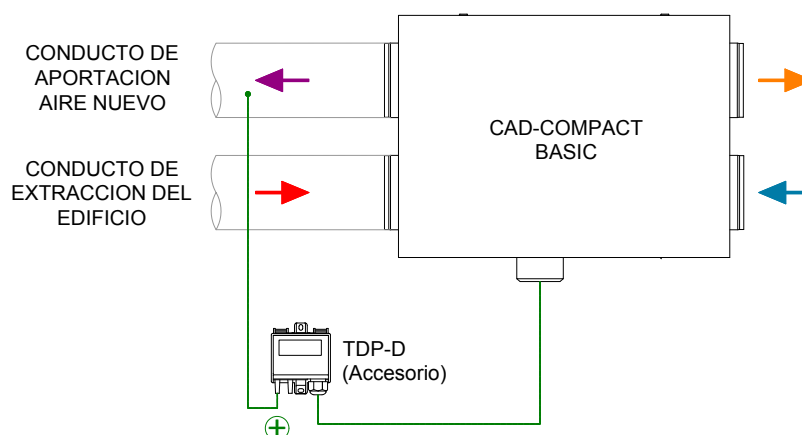 CONDUCTO DE
APORTACION
AIRE NUEVO
CAD-COMPACT
BASIC
CONDUCTO DE
EXTRACCION DEL
EDIFICIO
TDP-D
(Accesorio)
+